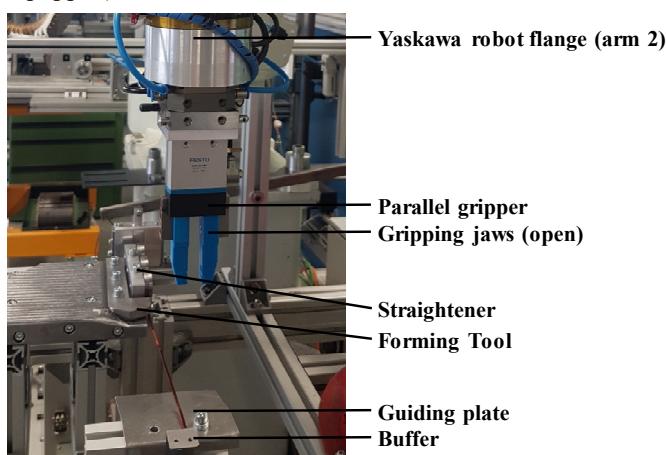 Yaskawa robot flange (arm 2)
FESTO
Parallel gripper
Gripping jaws (open)
Straightener
Forming Tool
Guiding plate
Buffer